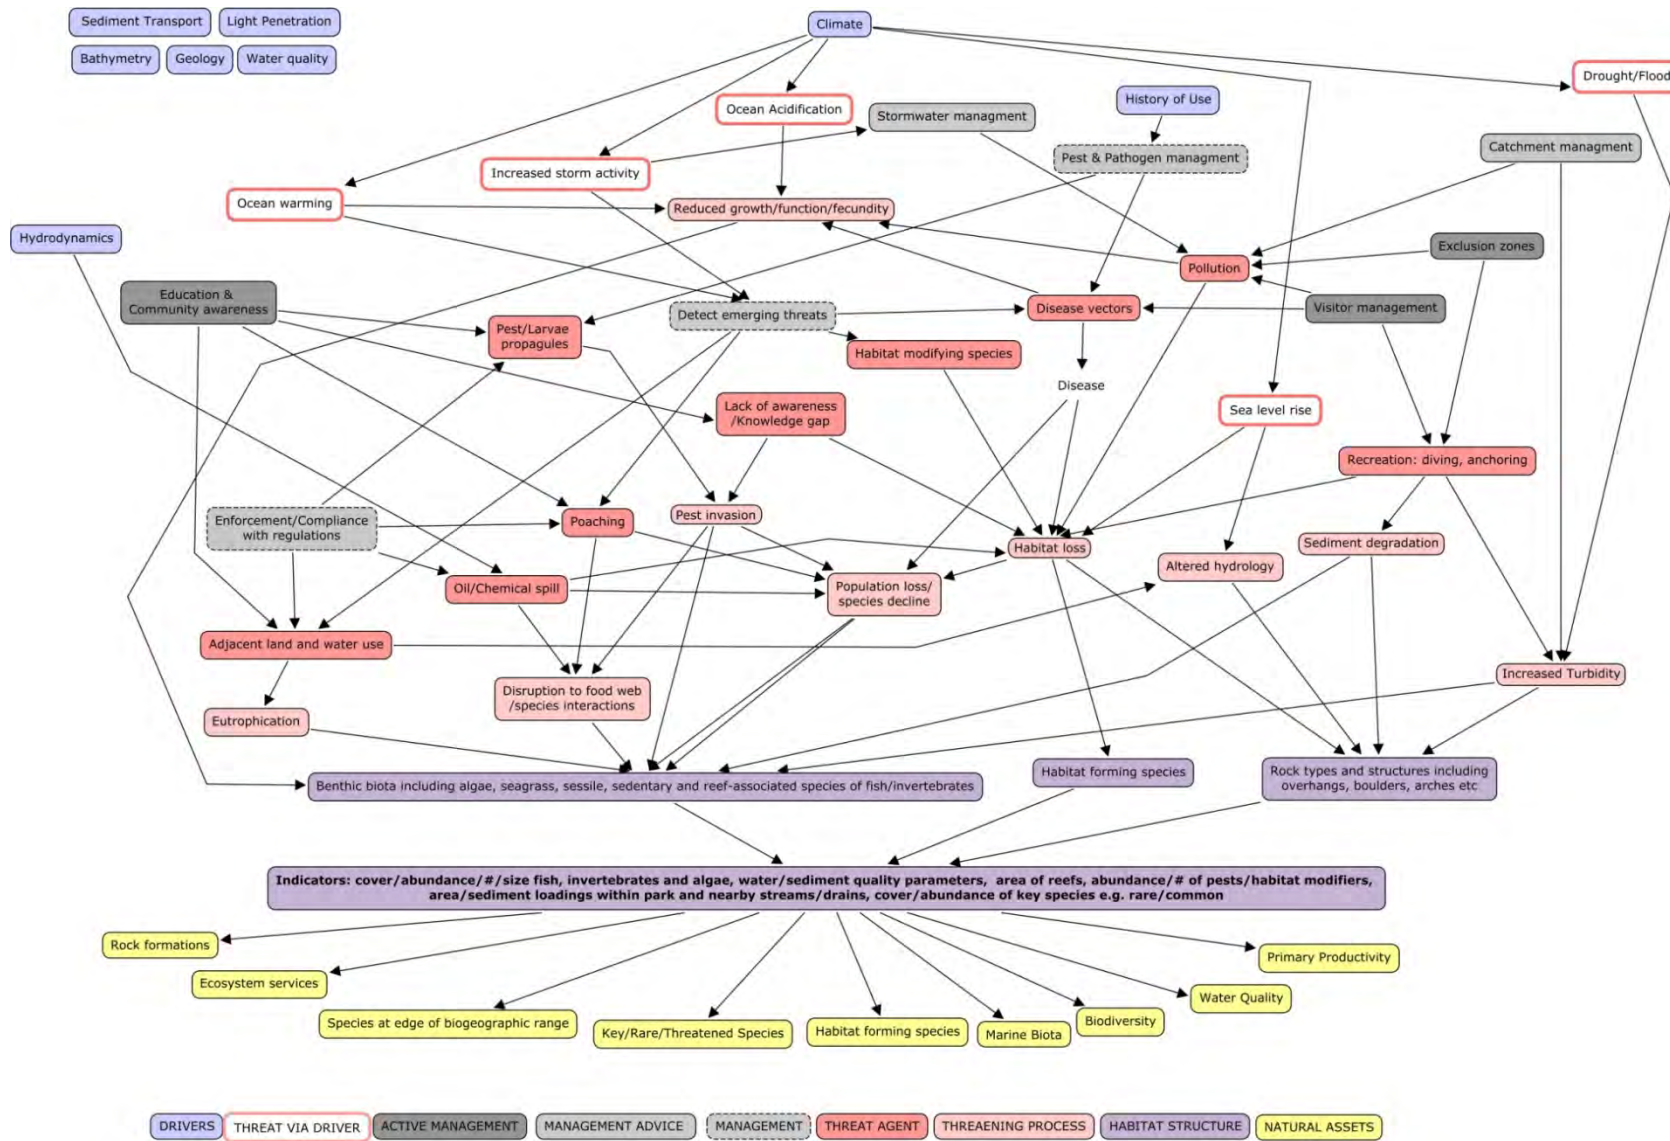 Sediment Transport
Light Penetration
Climate
Bathymetry
Geology
Water quality
Drought/Flood
Ocean Acidification
History of Use
Stormwater managment
Catchment managment
Pest & Pathogen managment
Increased storm activity
Ocean warming
Reduced growth/function/fecundity
Hydrodynamics
Exclusion zones
Pollution
Education &
Community awareness
Detect emerging threats
Disease vectors
Visitor management
Pest/Larvae
propagules
Habitat modifying species
Disease
Lack of awareness
/Knowledge gap
Sea level rise
Recreation: diving, anchoring
Enforcement/Compliance
with regulations
Poaching
Pest invasion
Habitat loss
Sediment degradation
Altered hydrology
Oil/Chemical spill
Population loss/
species decline
Adjacent land and water use
Increased Turbidity
Disruption to food web
/species interactions
Eutrophication
Benthic biota including algae, seagrass, sessile, sedentary and reef-associated species of fish/invertebrates
Habitat forming species
Rock types and structures including
overhangs, boulders, arches etc
Indicators: cover/abundance/#/size fish, invertebrates and algae, water/sediment quality parameters, area of reefs, abundance/# of pests/habitat modifiers,
area/sediment loadings within park and nearby streams/drains, cover/abundance of key species e.g. rare/common
Rock formations
Primary Productivity
Ecosystem services
Water Quality
Species at edge of biogeographic range
Key/Rare/Threatened Species
Habitat forming species
Marine Biota
Biodiversity
DRIVERS
THREAT VIA DRIVER
ACTIVE MANAGEMENT
MANAGEMENT ADVICE
MANAGEMENT
THREAT AGENT
THREAENING PROCESS
HABITAT STRUCTURE
NATURAL ASSETS